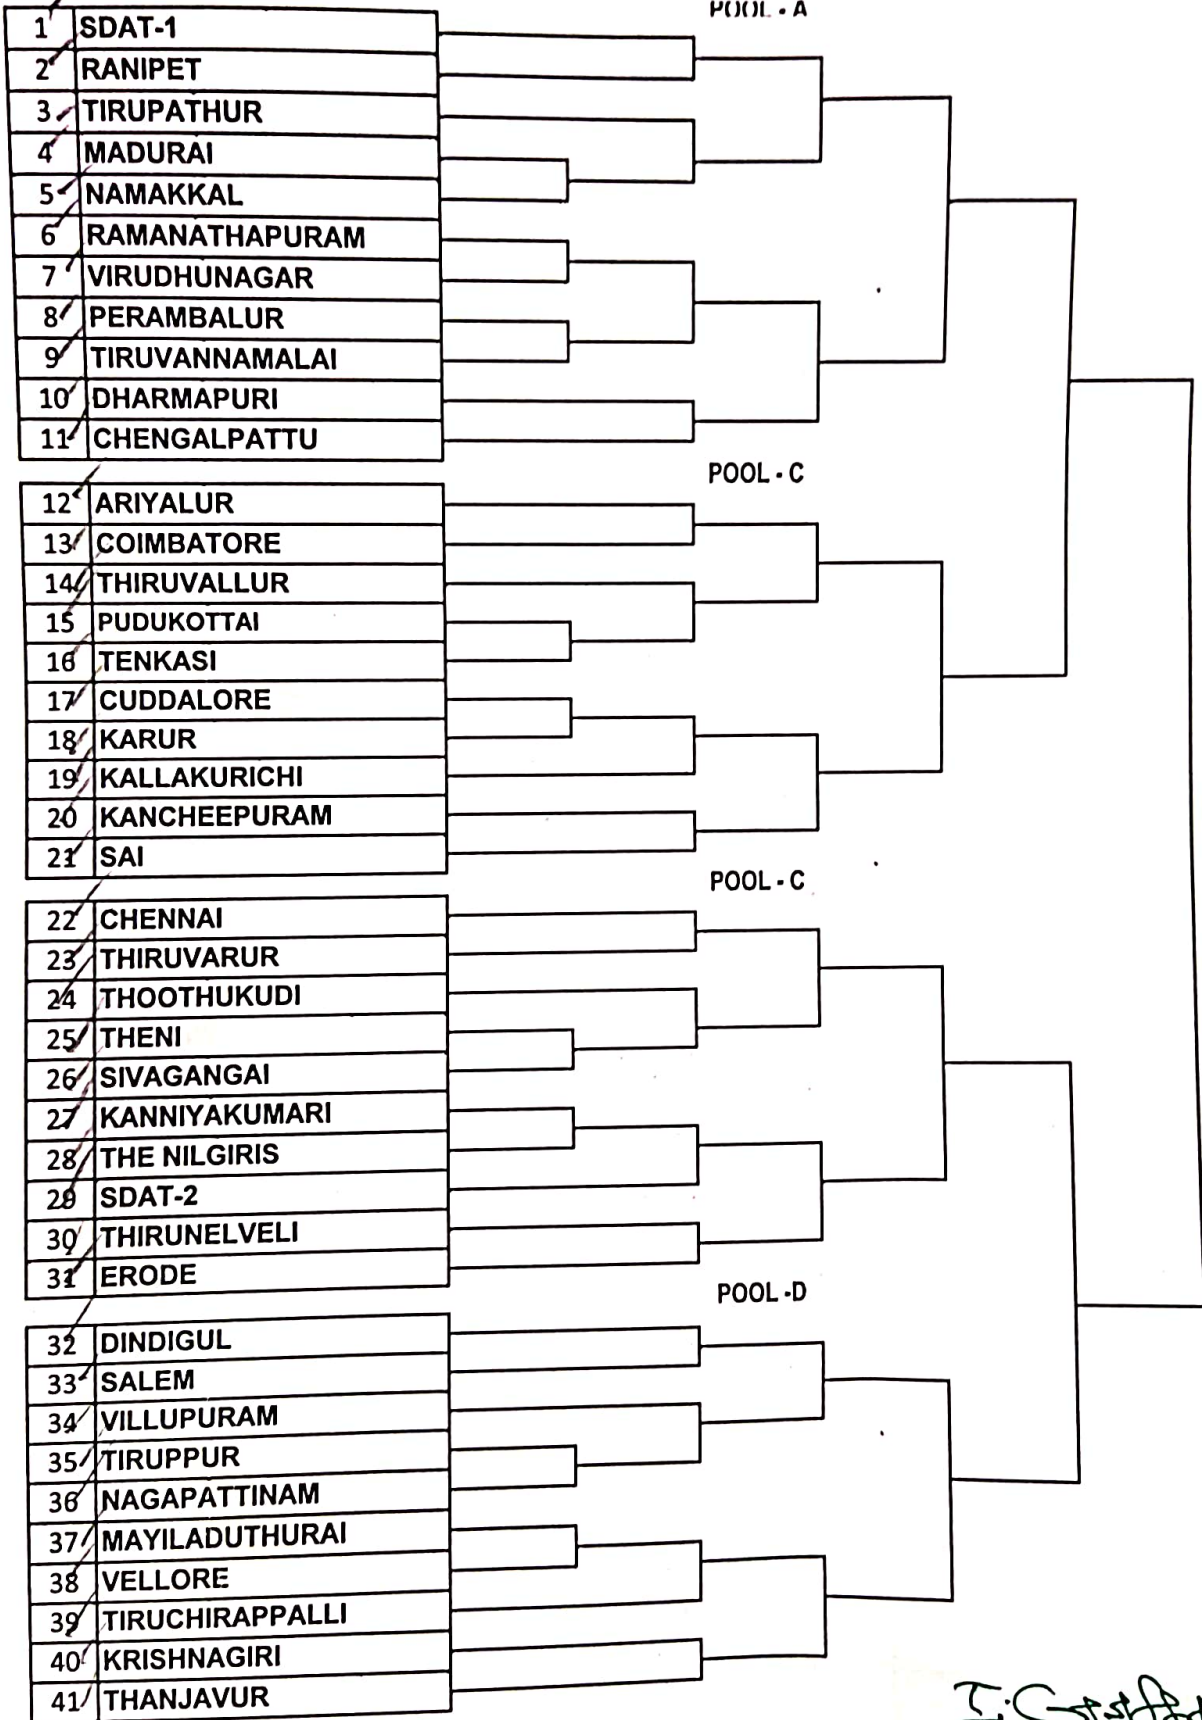 POOL - A
1 SDAT-1
2 RANIPET
3 TIRUPATHUR
4 MADURAI
5 NAMAKKAL
6 RAMANATHAPURAM
7 VIRUDHUNAGAR
8 PERAMBALUR
9 TIRUVANNAMALAI
10 DHARMAPURI
11 CHENGALPATTU
POOL - C
12 ARIYALUR
13 COIMBATORE
14 THIRUVALLUR
15 PUDUKOTTAI
16 TENKASI
17 CUDDALORE
18 KARUR
19 KALLAKURICHI
20 KANCHEEPURAM
21 SAI
POOL - C
22 CHENNAI
23 THIRUVARUR
24 THOOTHUKUDI
25 THENI
26 SIVAGANGAI
27 KANNIYAKUMARI
28 THE NILGIRIS
29 SDAT-2
30 THIRUNELVELI
31 ERODE
POOL -D
32 DINDIGUL
33 SALEM
34 VILLUPURAM
35 TIRUPPUR
36 NAGAPATTINAM
37 MAYILADUTHURAI
38 VELLORE
39 TIRUCHIRAPPALLI
40 KRISHNAGIRI
41 THANJAVUR